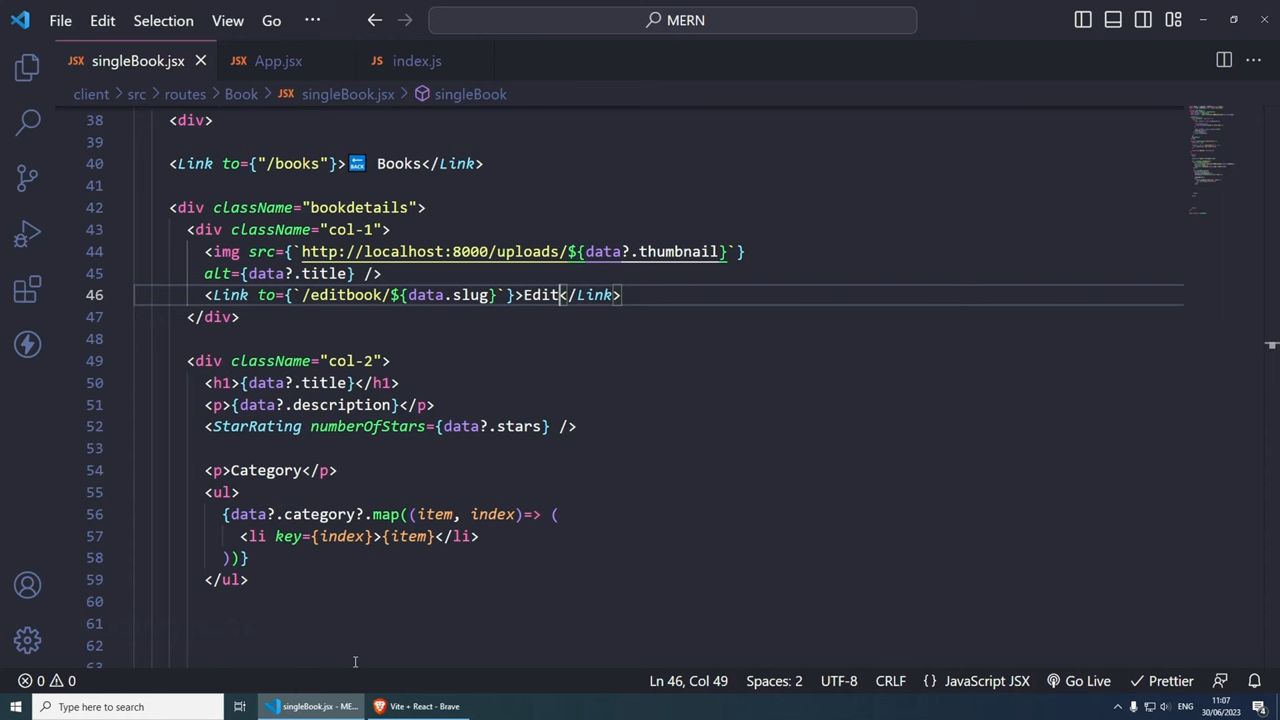 File Edit Selection View Go ··· MERN
JSX singleBook.jsx JSX App.jsx JS index.js
client > src > routes > Book > JSX singleBook.jsx > singleBook
38 <div>
39
40 <Link to={"/books"}>🔙 Books</Link>
41
42 <div className="bookdetails">
43 <div className="col-1">
44 <img src={`http://localhost:8000/uploads/${data?.thumbnail}`}
45 alt={data?.title} />
46 <Link to={`/editbook/${data.slug}`}>Edit</Link>
47 </div>
48
49 <div className="col-2">
50 <h1>{data?.title}</h1>
51 <p>{data?.description}</p>
52 <StarRating numberOfStars={data?.stars} />
53
54 <p>Category</p>
55 <ul>
56 {data?.category?.map((item, index)=> (
57 <li key={index}>{item}</li>
58 ))}
59 </ul>
60
61
62
63
0 0 Ln 46, Col 49 Spaces: 2 UTF-8 CRLF {} JavaScript JSX Go Live Prettier
Type here to search singleBook.jsx - ME... Vite + React - Brave ENG 11:07
30/06/2023 4